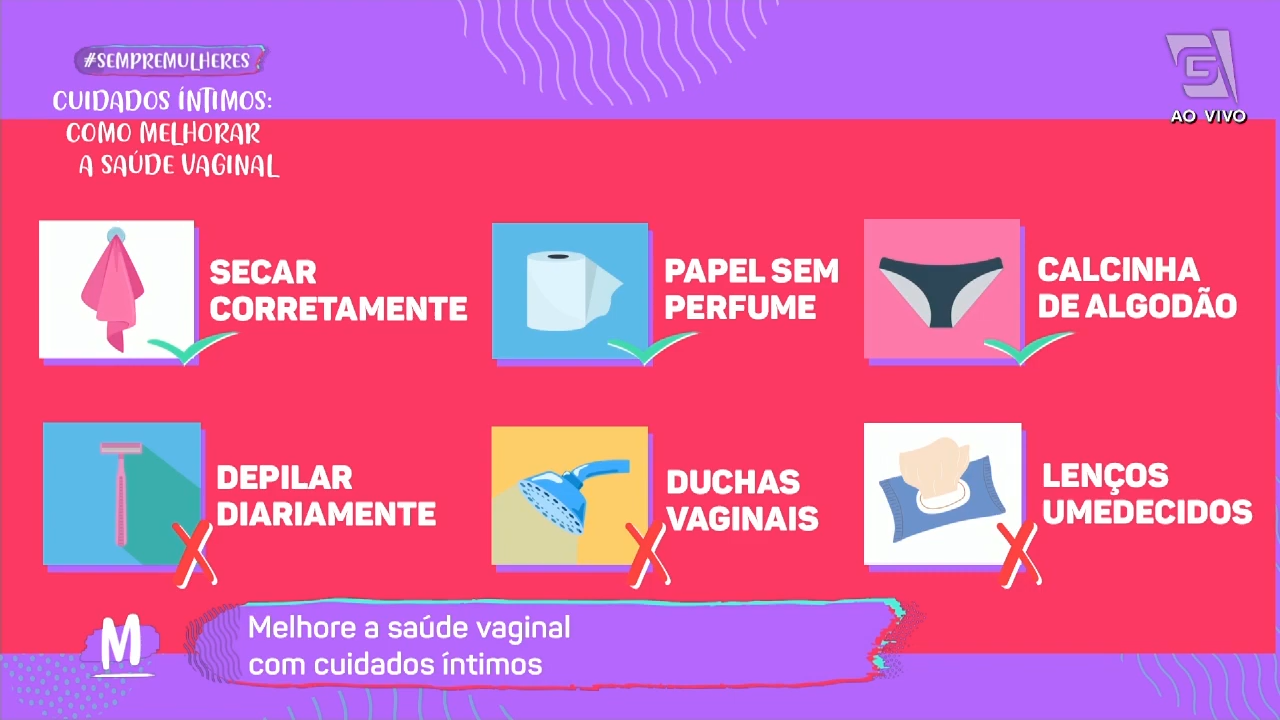 #SEMPREMULHERES
CUIDADOS ÍNTIMOS:
COMO MELHORAR
A SAÚDE VAGINAL
G
AO VIVO
SECAR
CORRETAMENTE
PAPEL SEM
PERFUME
CALCINHA
DE ALGODÃO
DEPILAR
DIARIAMENTE
DUCHAS
VAGINAIS
LENÇOS
UMEDECIDOS
M
Melhore a saúde vaginal
com cuidados íntimos